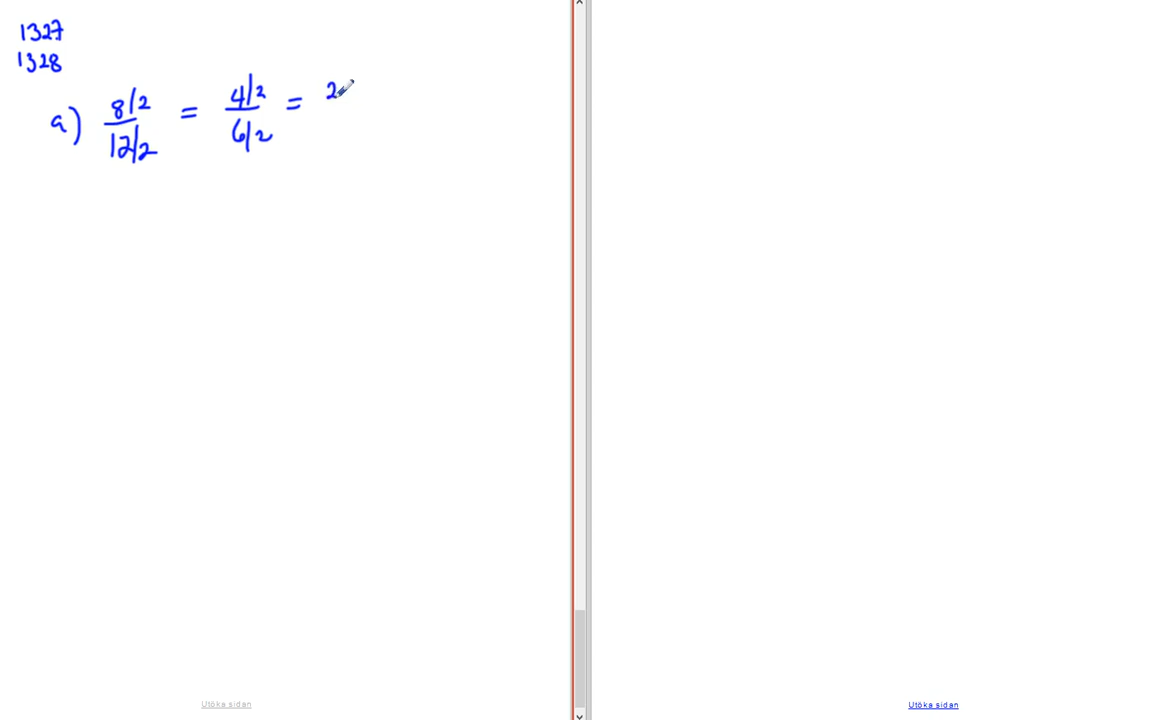 1327
1328
a) 8/2 = 4/2 = 2
12/2 6/2
Utöka sidan
Utöka sidan